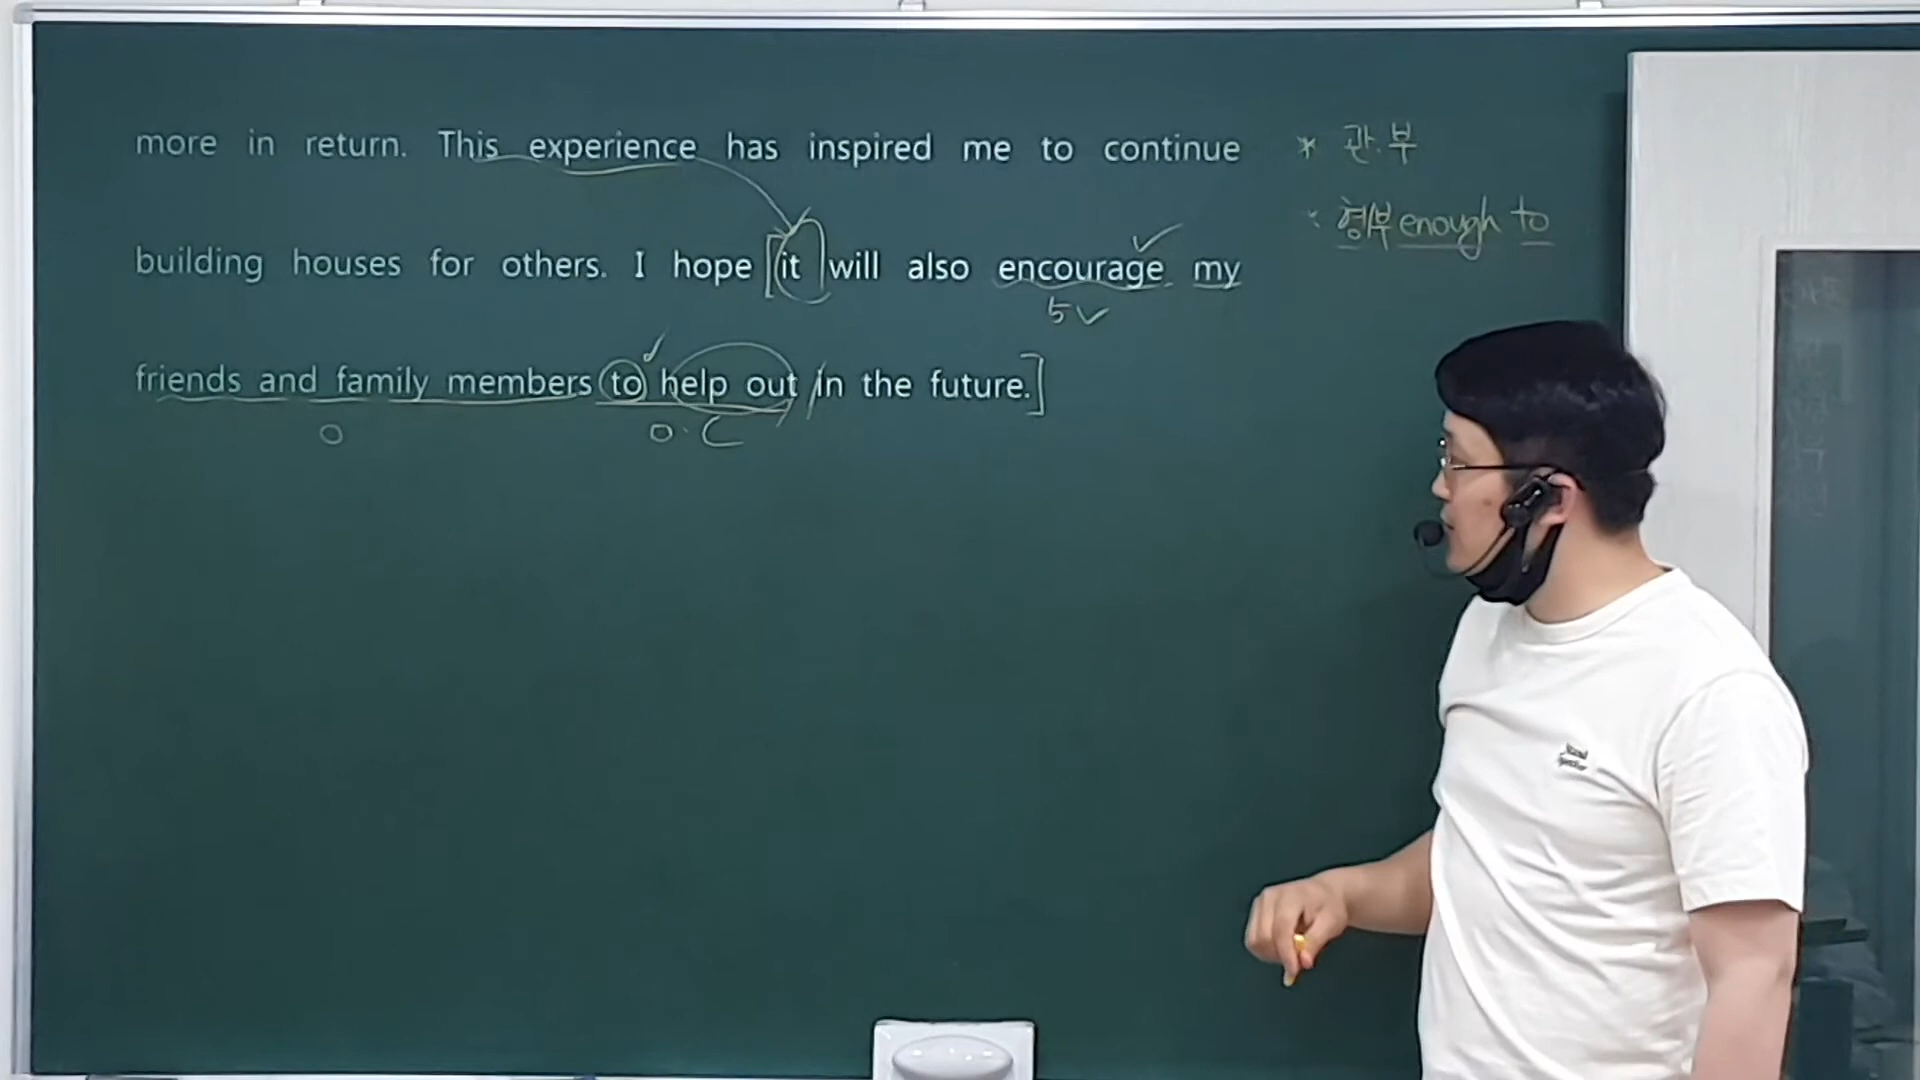 more in return. This experience has inspired me to continue
building houses for others. I hope [it will also encourage my
5
friends and family members to help out / in the future.]
O O.C
* 관.부
: 형/부 enough to